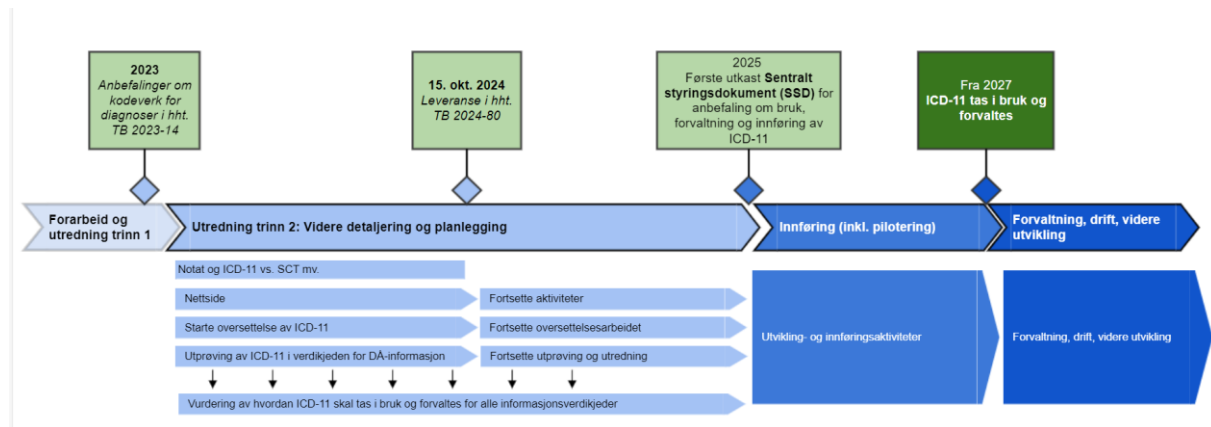 2023
Anbefalinger om
kodeverk for
diagnoser i hht.
TB 2023-14
15. okt. 2024
Leveranse i hht.
TB 2024-80
2025
Første utkast Sentralt
styringsdokument (SSD) for
anbefaling om bruk,
forvaltning og innføring av
ICD-11
Fra 2027
ICD-11 tas i bruk og
forvaltes
Forarbeid og
utredning trinn 1
Utredning trinn 2: Videre detaljering og planlegging
Innføring (inkl. pilotering)
Forvaltning, drift, videre
utvikling
Notat og ICD-11 vs. SCT mv.
Nettside
Fortsette aktiviteter
Starte oversettelse av ICD-11
Fortsette oversettelsesarbeidet
Utprøving av ICD-11 i verdikjeden for DÅ-informasjon
Fortsette utprøving og utredning
Vurdering av hvordan ICD-11 skal tas i bruk og forvaltes for alle informasjonsverdikjeder
Utvikling- og innføringsaktiviteter
Forvaltning, drift, videre utvikling